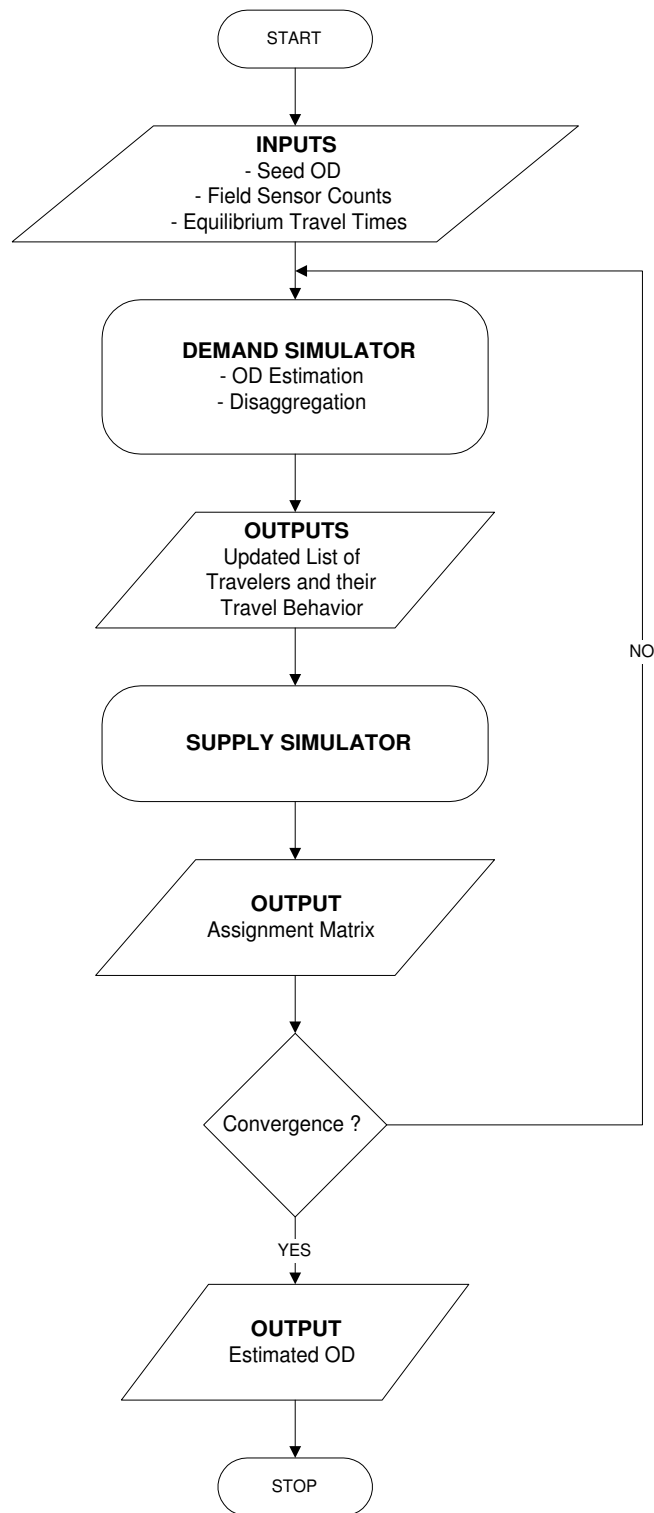 START
INPUTS
- Seed OD
- Field Sensor Counts
- Equilibrium Travel Times
DEMAND SIMULATOR
- OD Estimation
- Disaggregation
OUTPUTS
Updated List of
Travelers and their
Travel Behavior
NO
SUPPLY SIMULATOR
OUTPUT
Assignment Matrix
Convergence ?
YES
OUTPUT
Estimated OD
STOP